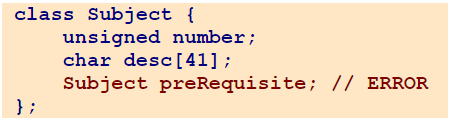 class Subject {
    unsigned number;
    char desc[41];
    Subject preRequisite; // ERROR
};